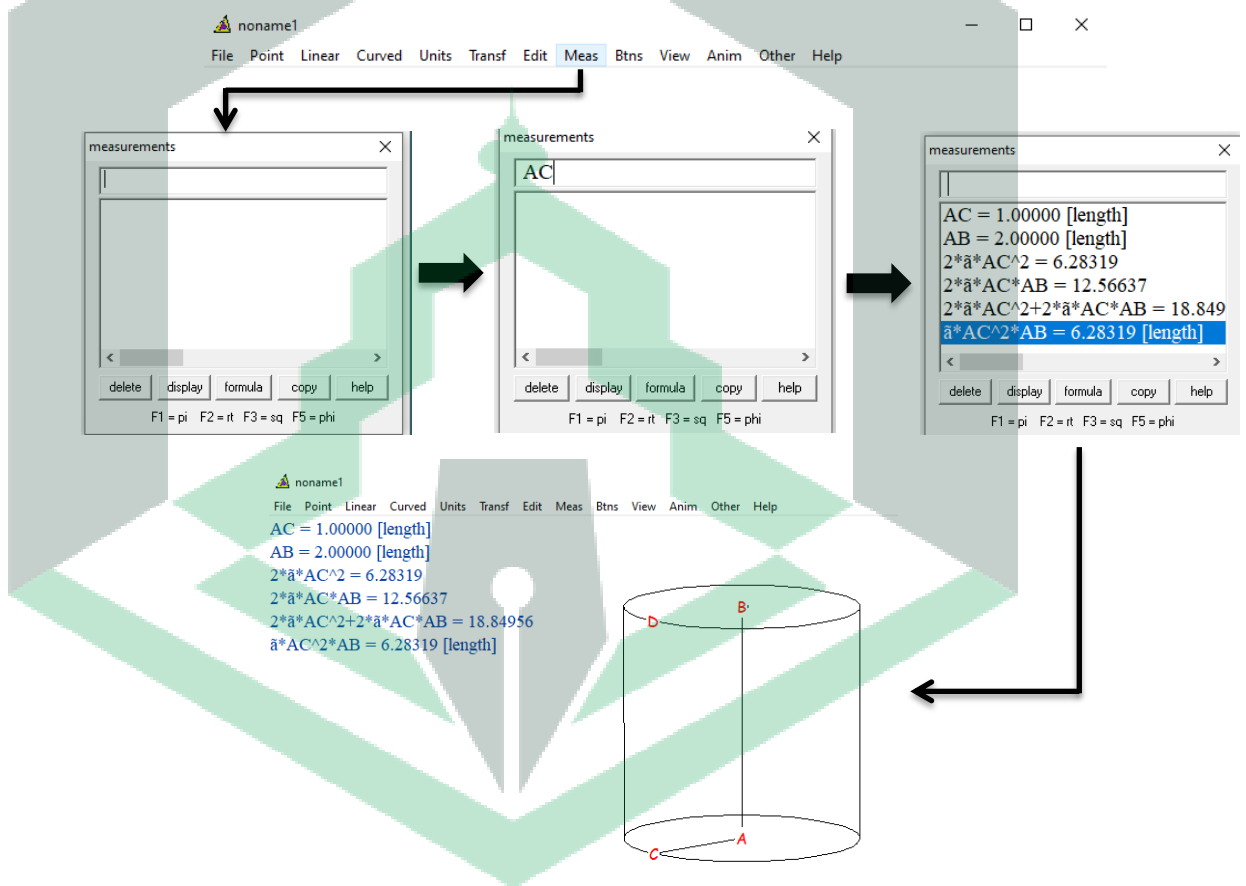 noname1
File Point Linear Curved Units Transf Edit Meas Btns View Anim Other Help
measurements
delete display formula copy help
F1 = pi F2 = rt F3 = sq F5 = phi
measurements
AC
delete display formula copy help
F1 = pi F2 = rt F3 = sq F5 = phi
measurements
AC = 1.00000 [length]
AB = 2.00000 [length]
2*ã*AC^2 = 6.28319
2*ã*AC*AB = 12.56637
2*ã*AC^2+2*ã*AC*AB = 18.849
ã*AC^2*AB = 6.28319 [length]
delete display formula copy help
F1 = pi F2 = rt F3 = sq F5 = phi
noname1
File Point Linear Curved Units Transf Edit Meas Btns View Anim Other Help
AC = 1.00000 [length]
AB = 2.00000 [length]
2*ã*AC^2 = 6.28319
2*ã*AC*AB = 12.56637
2*ã*AC^2+2*ã*AC*AB = 18.84956
ã*AC^2*AB = 6.28319 [length]
B
D
A
C